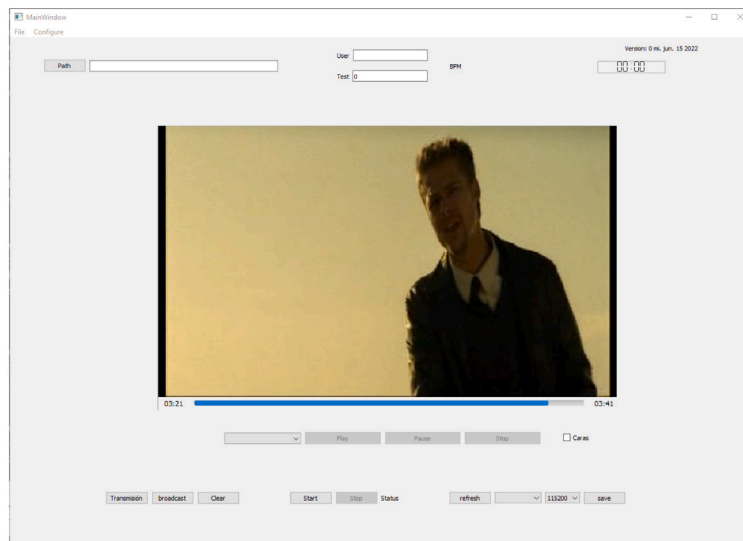 MainWindow
File Configure
Path
User
Test 0
BPM
Version: 0 mi. jun. 15 2022
00:00
03:21 03:41
Play Pause Stop Caras
Transmisión broadcast Clear Start Stop Status refresh 115200 save